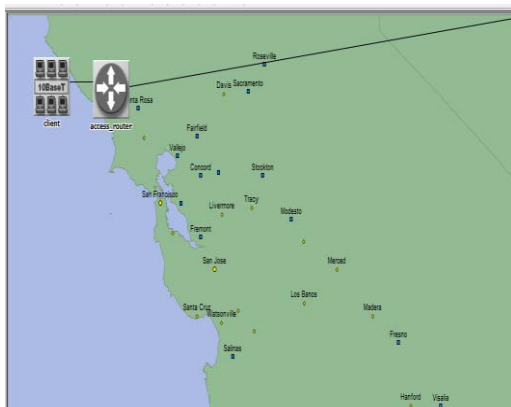 Roseville
Davis
Sacramento
10BaseT
nta Rosa
client
access_router
Fairfield
Vallejo
Concord
Stockton
San Francisco
Livermore
Tracy
Modesto
Fremont
San Jose
Merced
Los Banos
Santa Cruz
Watsonville
Madera
Salinas
Fresno
Hanford
Visalia